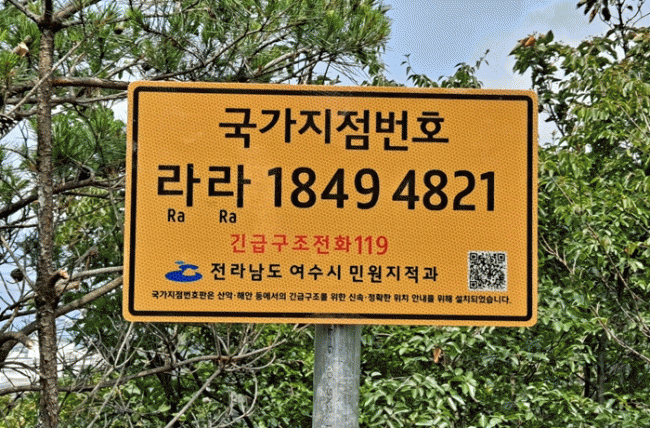 국가지점번호
라라 1849 4821
Ra Ra
긴급구조전화119
전라남도 여수시 민원지적과
국가지점번호판은 산악·해안 등에서의 긴급구조를 위한 신속·정확한 위치 안내를 위해 설치되었습니다.